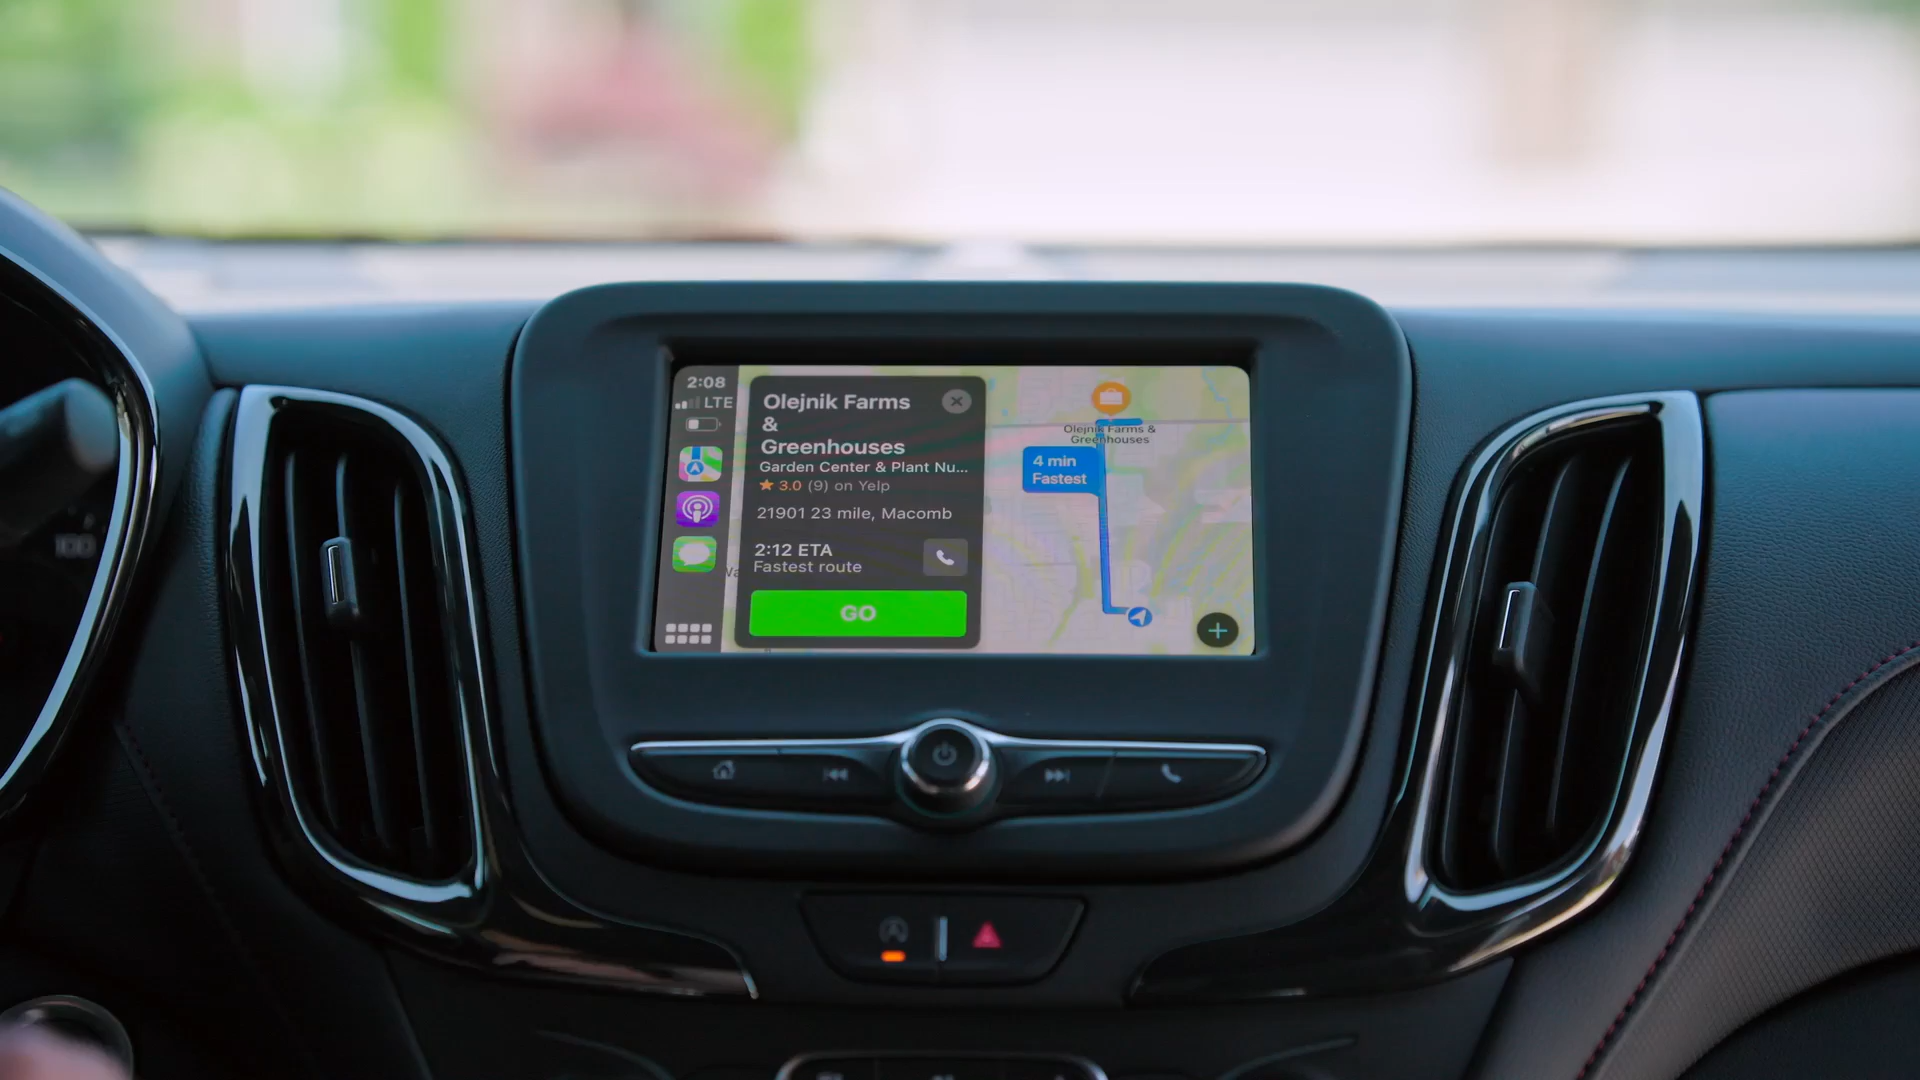 2:08
LTE
Olejnik Farms
&
Greenhouses
Garden Center & Plant Nu...
★ 3.0 (9) on Yelp
21901 23 mile, Macomb
2:12 ETA
Fastest route
GO
Olejnik Farms &
Greenhouses
4 min
Fastest
100